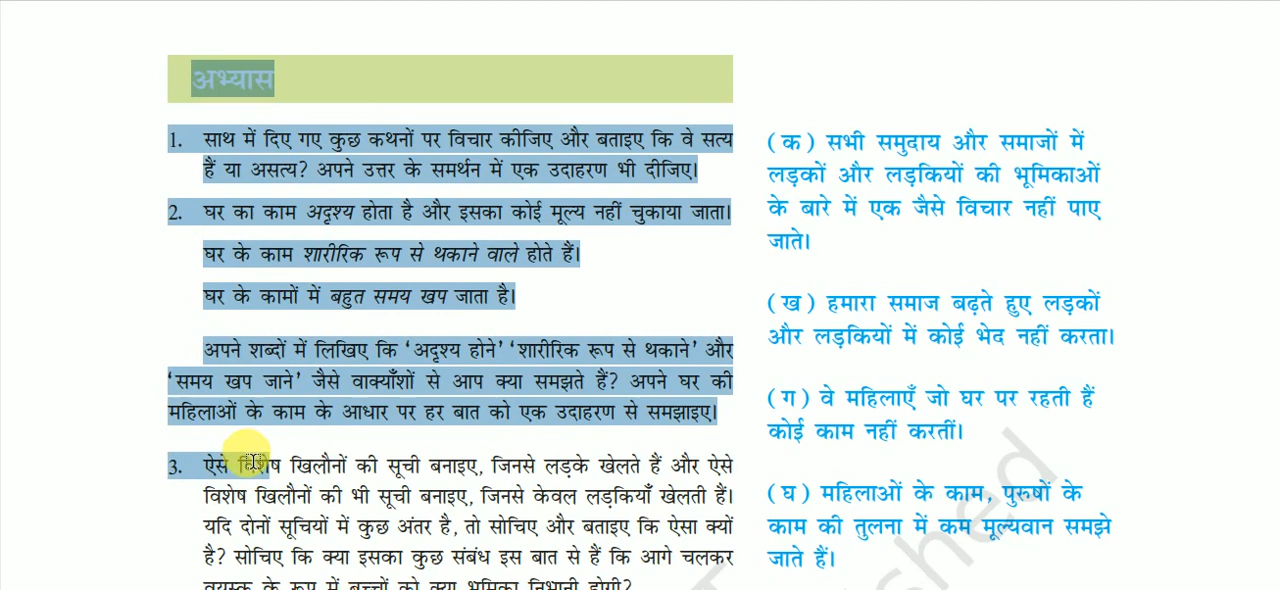 अभ्यास
1. साथ में दिए गए कुछ कथनों पर विचार कीजिए और बताइए कि वे सत्य
हैं या असत्य? अपने उत्तर के समर्थन में एक उदाहरण भी दीजिए।
2. घर का काम अदृश्य होता है और इसका कोई मूल्य नहीं चुकाया जाता।
घर के काम शारीरिक रूप से थकाने वाले होते हैं।
घर के कामों में बहुत समय खप जाता है।
अपने शब्दों में लिखिए कि ‘अदृश्य होने’ ‘शारीरिक रूप से थकाने’ और
‘समय खप जाने’ जैसे वाक्याँशों से आप क्या समझते हैं? अपने घर की
महिलाओं के काम के आधार पर हर बात को एक उदाहरण से समझाइए।
3. ऐसे विशेष खिलौनों की सूची बनाइए, जिनसे लड़के खेलते हैं और ऐसे
विशेष खिलौनों की भी सूची बनाइए, जिनसे केवल लड़कियाँ खेलती हैं।
यदि दोनों सूचियों में कुछ अंतर है, तो सोचिए और बताइए कि ऐसा क्यों
है? सोचिए कि क्या इसका कुछ संबंध इस बात से हैं कि आगे चलकर
वयस्क के रूप में बच्चों को क्या भूमिका निभानी होगी?
(क) सभी समुदाय और समाजों में
लड़कों और लड़कियों की भूमिकाओं
के बारे में एक जैसे विचार नहीं पाए
जाते।
(ख) हमारा समाज बढ़ते हुए लड़कों
और लड़कियों में कोई भेद नहीं करता।
(ग) वे महिलाएँ जो घर पर रहती हैं
कोई काम नहीं करतीं।
(घ) महिलाओं के काम, पुरुषों के
काम की तुलना में कम मूल्यवान समझे
जाते हैं।